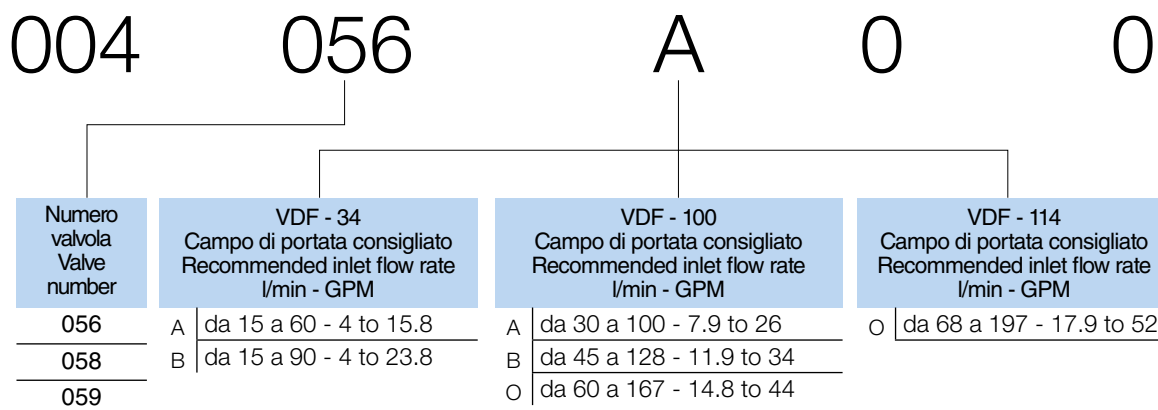 004 056 A 0 0
Numero
valvola
Valve
number
056
058
059
VDF - 34
Campo di portata consigliato
Recommended inlet flow rate
l/min - GPM
A da 15 a 60 - 4 to 15.8
B da 15 a 90 - 4 to 23.8
VDF - 100
Campo di portata consigliato
Recommended inlet flow rate
l/min - GPM
A da 30 a 100 - 7.9 to 26
B da 45 a 128 - 11.9 to 34
O da 60 a 167 - 14.8 to 44
VDF - 114
Campo di portata consigliato
Recommended inlet flow rate
l/min - GPM
O da 68 a 197 - 17.9 to 52